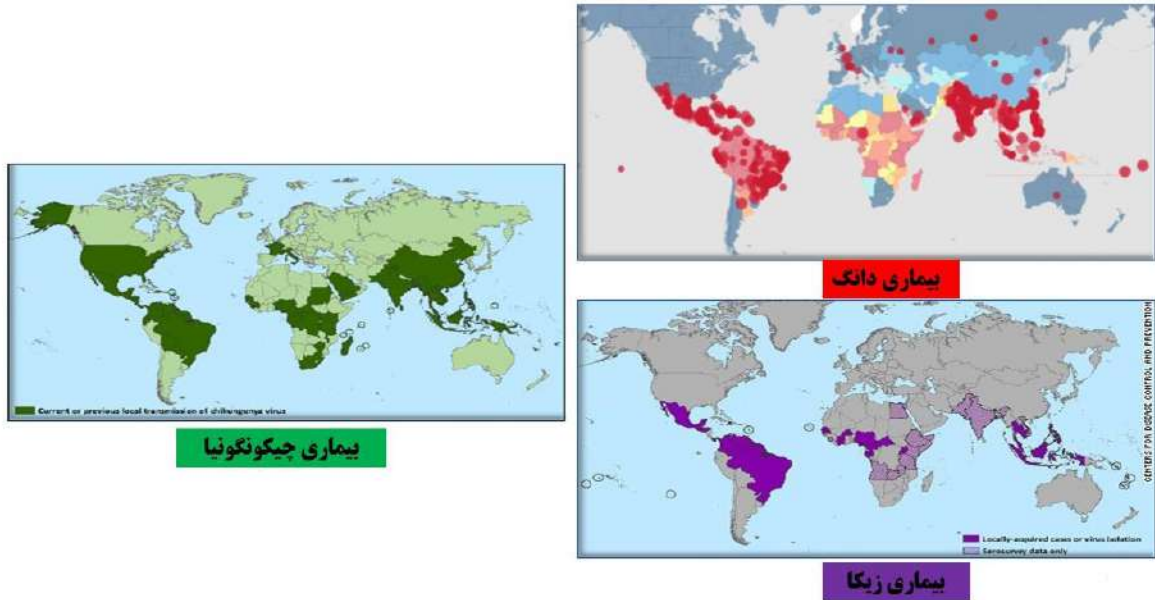 بیماری دانگ
Current or previous local transmission of chikungunya virus
بیماری چیکونگونیا
CENTERS FOR DISEASE CONTROL AND PREVENTION
Locally-acquired cases or virus isolation
Serosurvey data only
بیماری زیکا